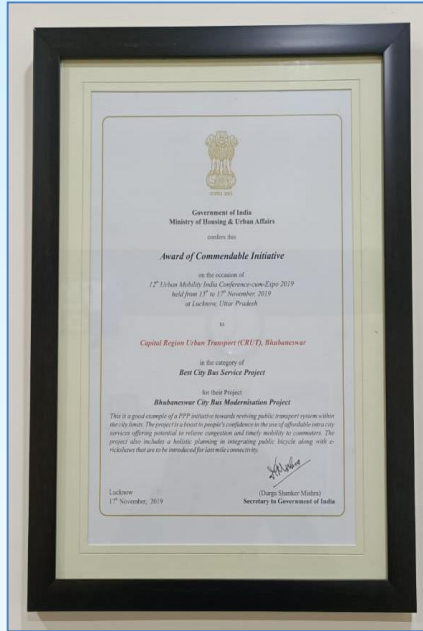 Government of India
Ministry of Housing & Urban Affairs
confers this
Award of Commendable Initiative
on the occasion of
12th Urban Mobility India Conference-cum-Expo 2019
held from 15th to 17th November, 2019
at Lucknow, Uttar Pradesh
to
Capital Region Urban Transport (CRUT), Bhubaneswar
in the category of
Best City Bus Service Project
for their Project
Bhubaneswar City Bus Modernisation Project
This is a good example of a PPP initiative towards reviving public transport system within
the city limits. The project is a boost to people's confidence in the use of affordable intra city
services offering potential to relieve congestion and timely mobility to commuters. The
project also includes a holistic planning in integrating public bicycle along with e-
rickshaws that are to be introduced for last mile connectivity.
Lucknow
17th November, 2019
(Durga Shanker Mishra)
Secretary to Government of India